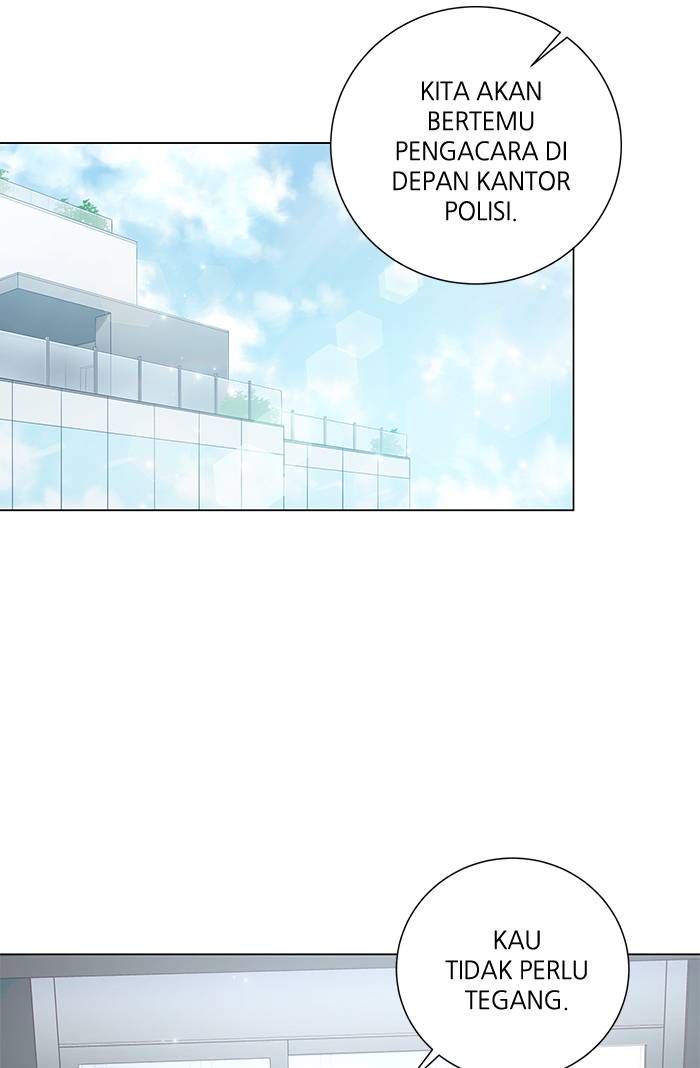 KITA AKAN
BERTEMU
PENGACARA DI
DEPAN KANTOR
POLISI.
KAU
TIDAK PERLU
TEGANG.